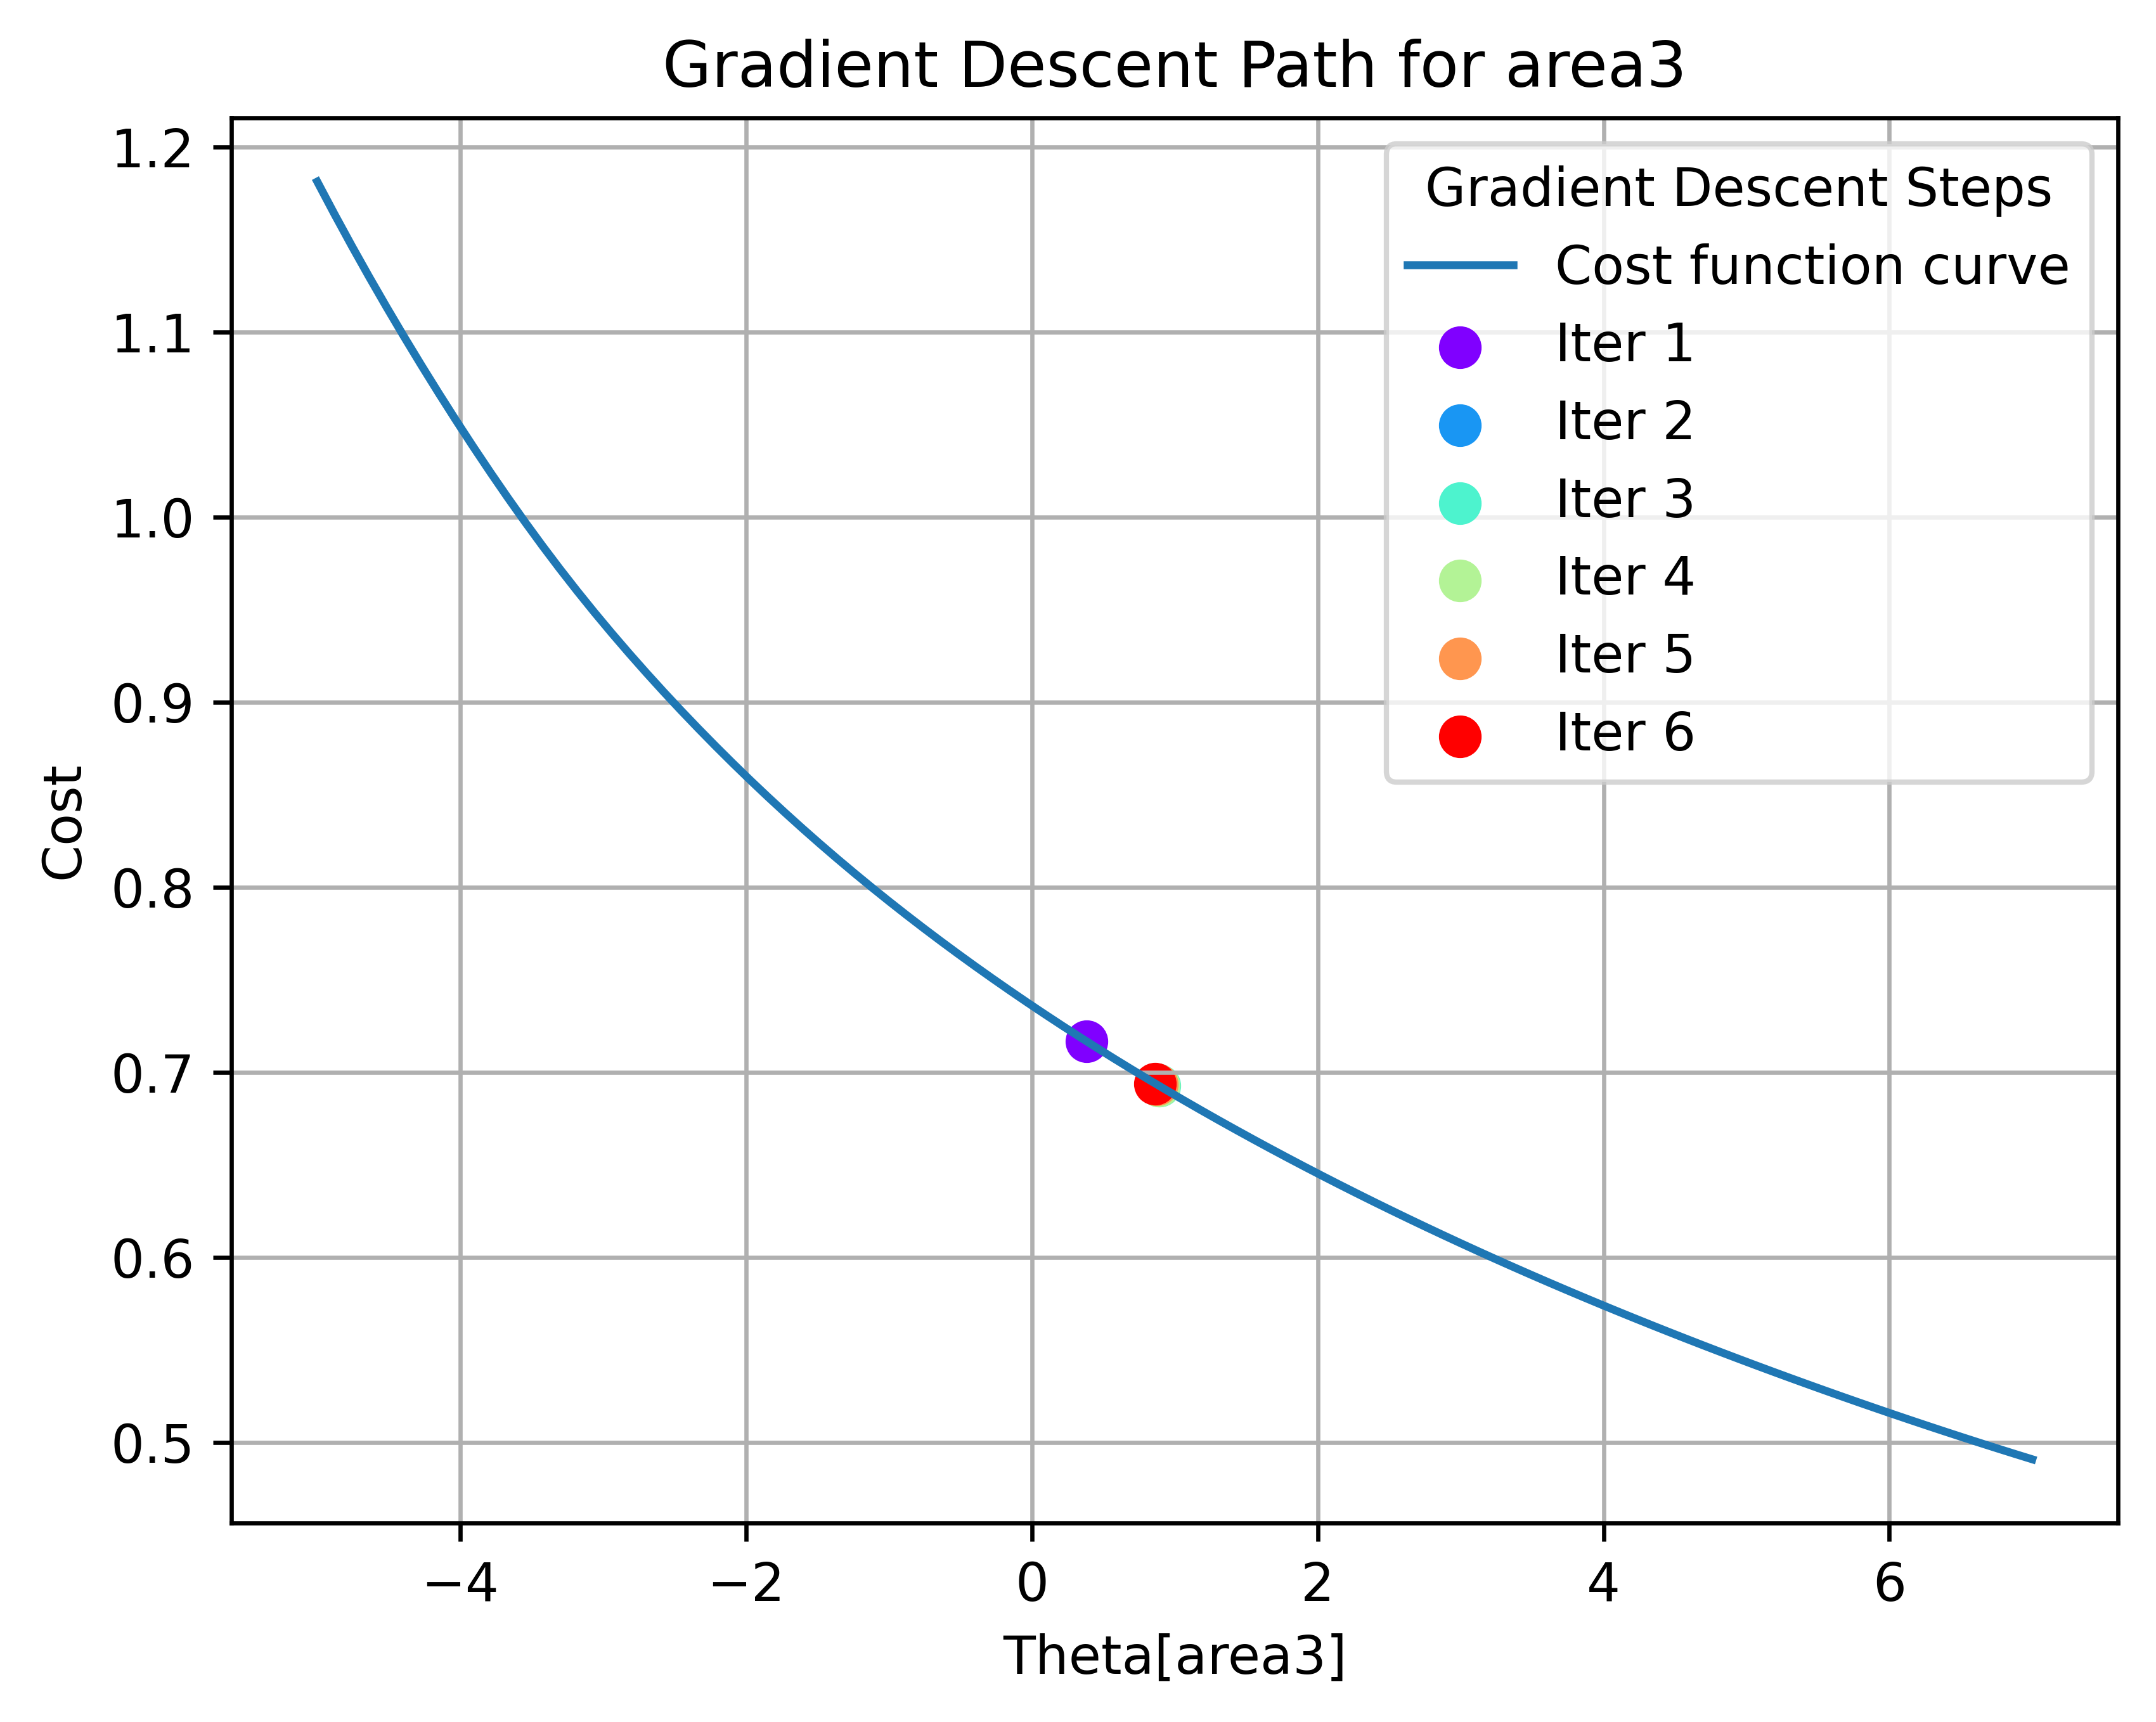 Gradient Descent Path for area3
1.2
1.1
1.0
0.9
0.8
0.7
0.6
0.5
Cost
Gradient Descent Steps
Cost function curve
Iter 1
Iter 2
Iter 3
Iter 4
Iter 5
Iter 6
−4 −2 0 2 4 6
Theta[area3]